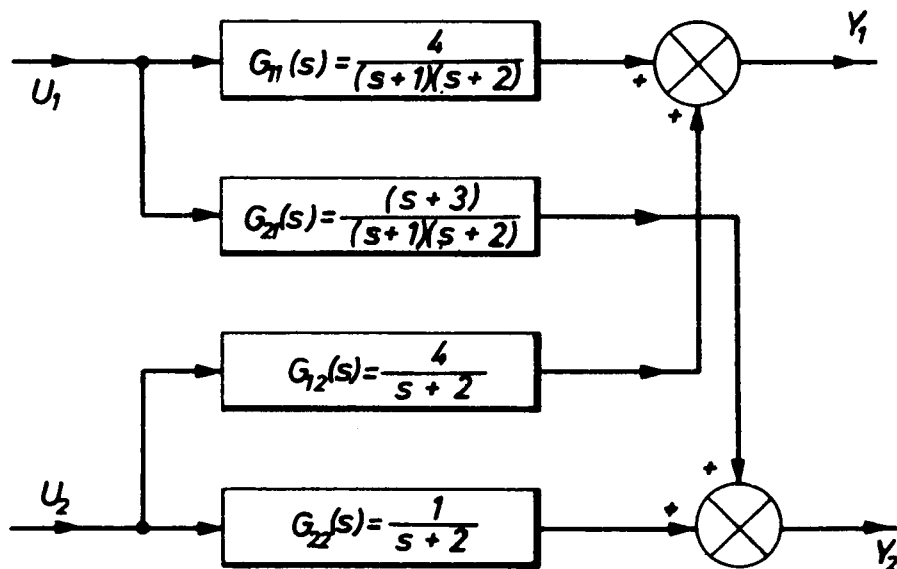 U₁
G₁₁(s) = 4 / (s+1)(s+2)
+
+
Y₁
G₂₁(s) = (s + 3) / (s+1)(s+2)
G₁₂(s) = 4 / s + 2
U₂
G₂₂(s) = 1 / s + 2
+
+
Y₂